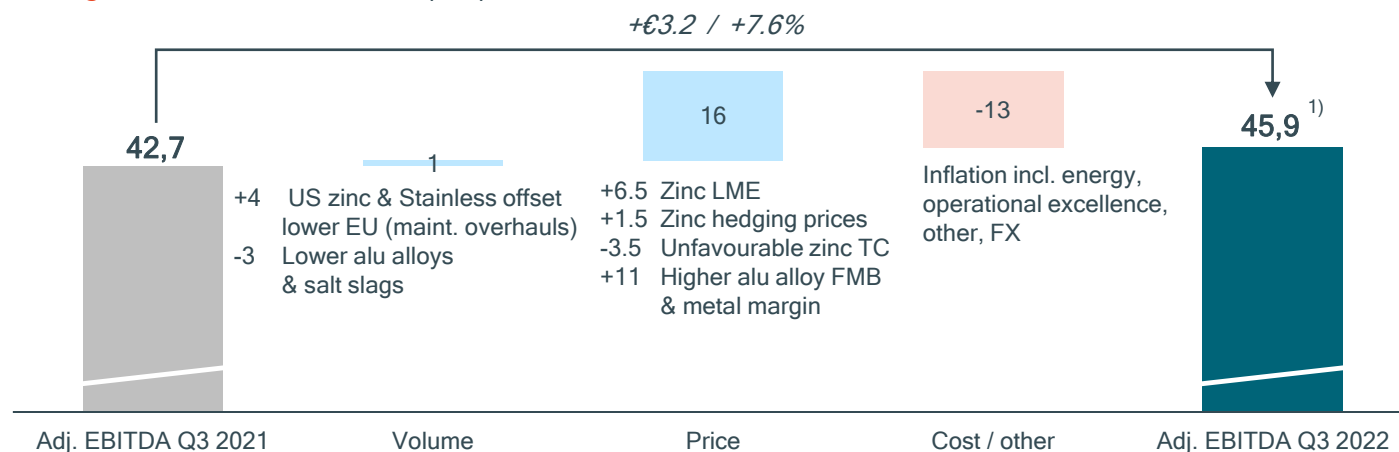 +€3.2 / +7.6%
42,7
1
16
-13
45,9 1)
+4 US zinc & Stainless offset
lower EU (maint. overhauls)
-3 Lower alu alloys
& salt slags
+6.5 Zinc LME
+1.5 Zinc hedging prices
-3.5 Unfavourable zinc TC
+11 Higher alu alloy FMB
& metal margin
Inflation incl. energy,
operational excellence,
other, FX
Adj. EBITDA Q3 2021
Volume
Price
Cost / other
Adj. EBITDA Q3 2022